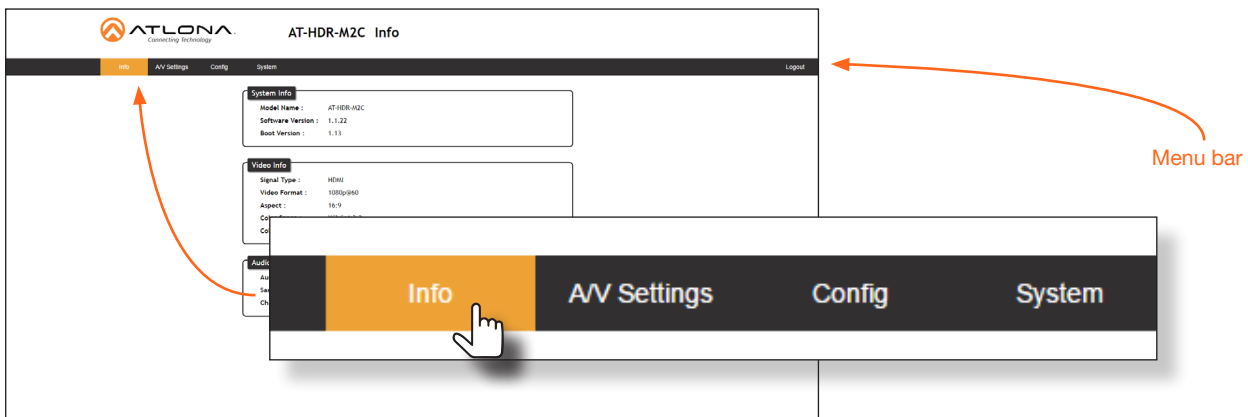 ATLONA.
Connecting Technology
AT-HDR-M2C Info
Info A/V Settings Config System Logout
System Info
Model Name : AT-HDR-M2C
Software Version : 1.1.22
Boot Version : 1.13
Menu bar
Video Info
Signal Type : HDMI
Video Format : 1080p@60
Aspect : 16:9
Info A/V Settings Config System